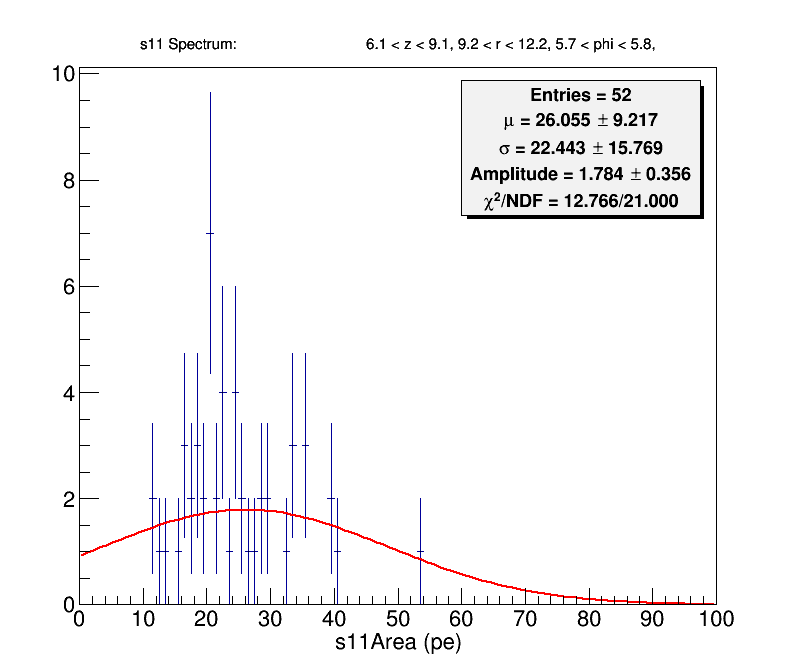 s11 Spectrum: 6.1 < z < 9.1, 9.2 < r < 12.2, 5.7 < phi < 5.8,
Entries = 52
μ = 26.055 ± 9.217
σ = 22.443 ± 15.769
Amplitude = 1.784 ± 0.356
χ²/NDF = 12.766/21.000
10
8
6
4
2
0
0 10 20 30 40 50 60 70 80 90 100
s11Area (pe)